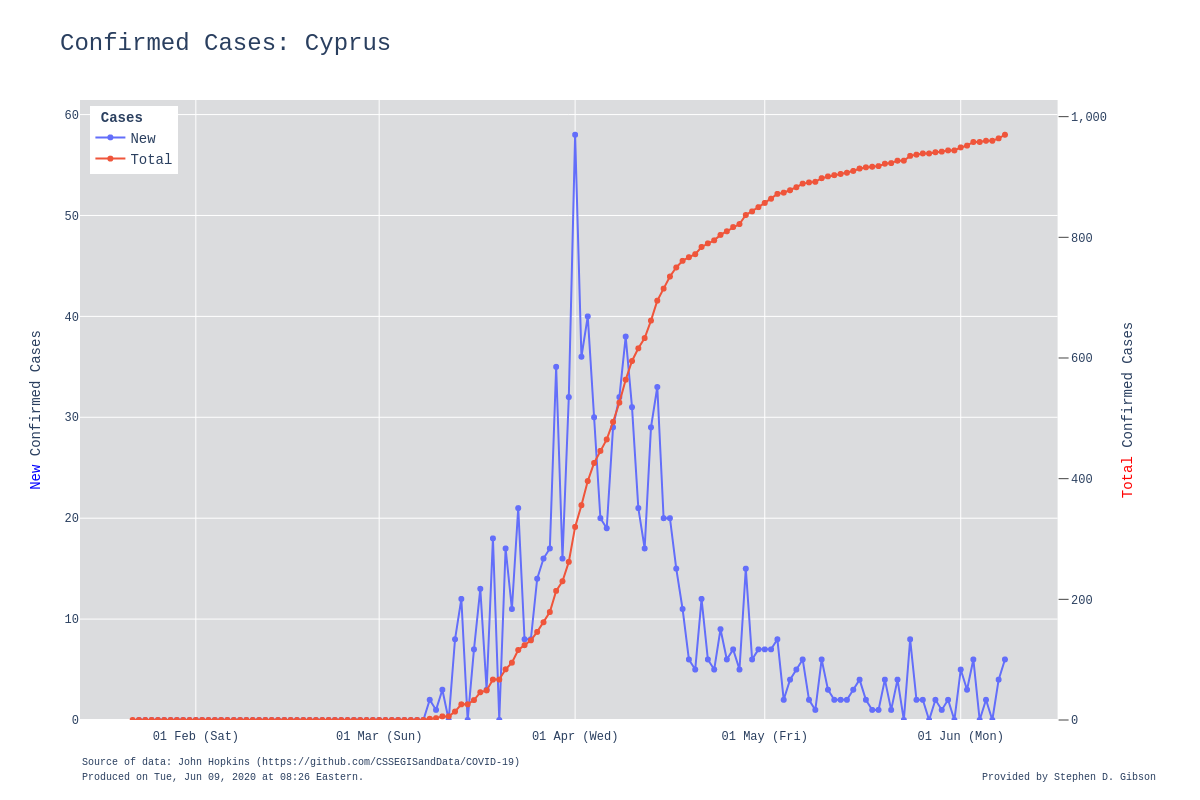 Confirmed Cases: Cyprus
Cases
New
Total
60
50
40
30
20
10
0
1,000
800
600
400
200
0
New Confirmed Cases
Total Confirmed Cases
01 Feb (Sat)
01 Mar (Sun)
01 Apr (Wed)
01 May (Fri)
01 Jun (Mon)
Source of data: John Hopkins (https://github.com/CSSEGISandData/COVID-19)
Produced on Tue, Jun 09, 2020 at 08:26 Eastern.
Provided by Stephen D. Gibson